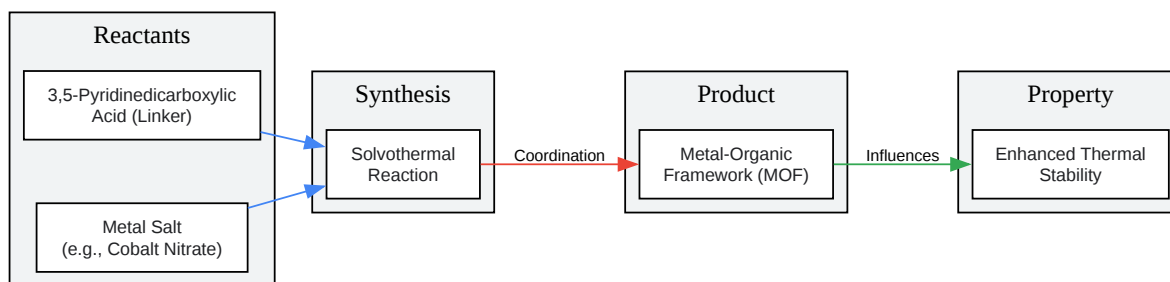 Reactants
3,5-Pyridinedicarboxylic
Acid (Linker)
Metal Salt
(e.g., Cobalt Nitrate)
Synthesis
Solvothermal
Reaction
Coordination
Product
Metal-Organic
Framework (MOF)
Influences
Property
Enhanced Thermal
Stability